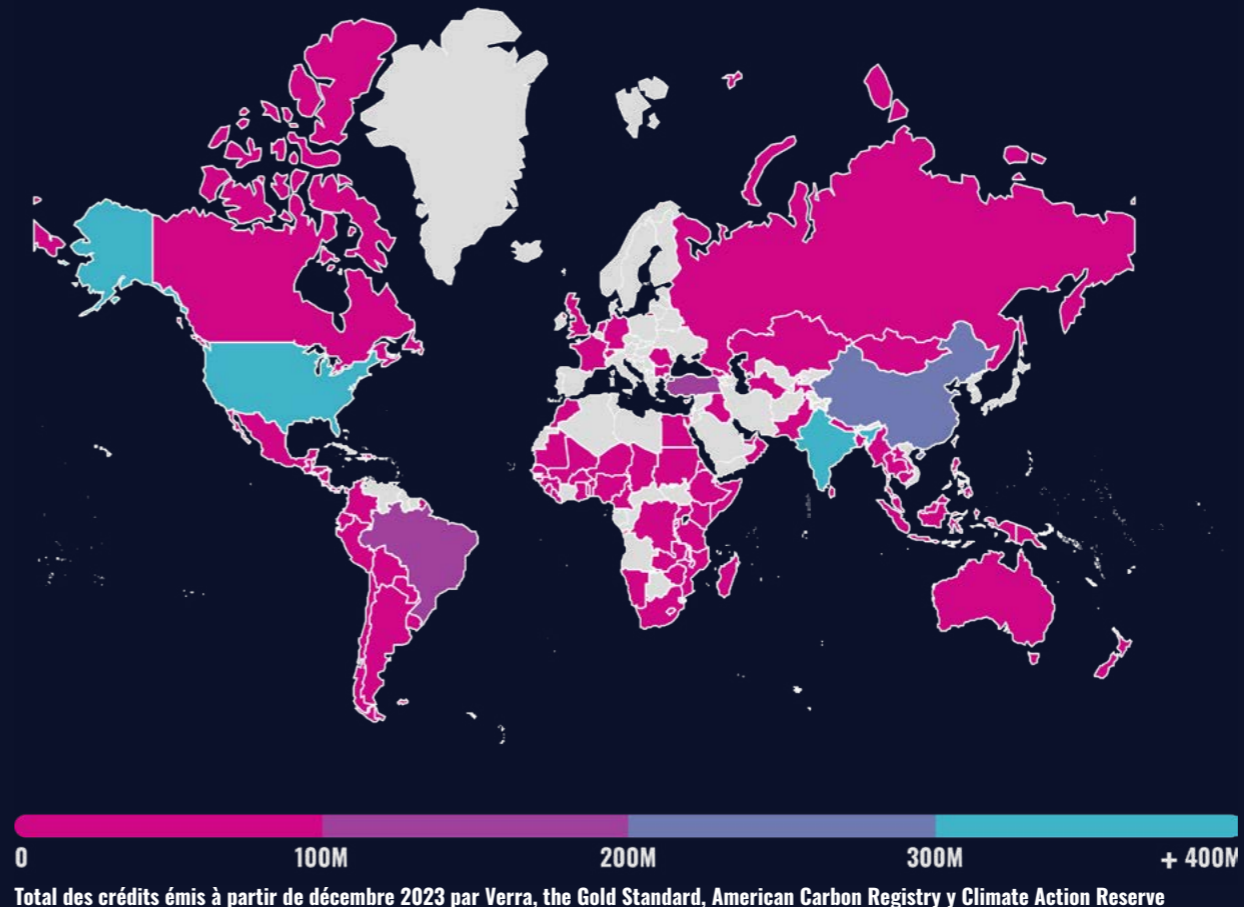 0 100M 200M 300M + 400M
Total des crédits émis à partir de décembre 2023 par Verra, the Gold Standard, American Carbon Registry y Climate Action Reserve